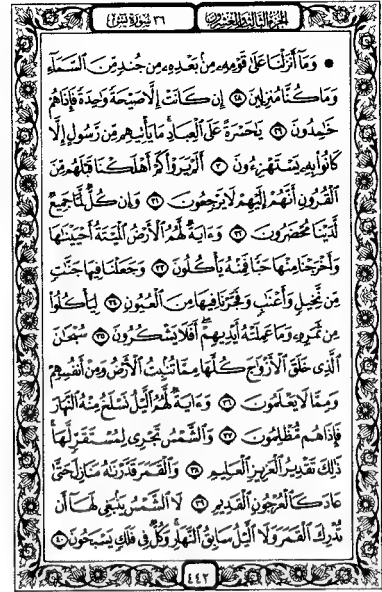 الجزء الثالث والعشرون
٣٦ سورة يس
• وَمَآ أَنزَلْنَا عَلَىٰ قَوْمِهِۦ مِنۢ بَعْدِهِۦ مِن جُندٍ مِّنَ ٱلسَّمَآءِ
وَمَا كُنَّا مُنزِلِينَ ٢٨ إِن كَانَتْ إِلَّا صَيْحَةً وَٰحِدَةً فَإِذَا هُمْ
خَٰمِدُونَ ٢٩ يَٰحَسْرَةً عَلَى ٱلْعِبَادِ مَا يَأْتِيهِم مِّن رَّسُولٍ إِلَّا
كَانُوا۟ بِهِۦ يَسْتَهْزِءُونَ ٣٠ أَلَمْ يَرَوْا۟ كَمْ أَهْلَكْنَا قَبْلَهُم مِّنَ
ٱلْقُرُونِ أَنَّهُمْ إِلَيْهِمْ لَا يَرْجِعُونَ ٣١ وَإِن كُلٌّ لَّمَّا جَمِيعٌ
لَّدَيْنَا مُحْضَرُونَ ٣٢ وَءَايَةٌ لَّهُمُ ٱلْأَرْضُ ٱلْمَيْتَةُ أَحْيَيْنَٰهَا
وَأَخْرَجْنَا مِنْهَا حَبًّا فَمِنْهُ يَأْكُلُونَ ٣٣ وَجَعَلْنَا فِيهَا جَنَّٰتٍ
مِّن نَّخِيلٍ وَأَعْنَٰبٍ وَفَجَّرْنَا فِيهَا مِنَ ٱلْعُيُونِ ٣٤ لِيَأْكُلُوا۟
مِن ثَمَرِهِۦ وَمَا عَمِلَتْهُ أَيْدِيهِمْ أَفَلَا يَشْكُرُونَ ٣٥ سُبْحَٰنَ
ٱلَّذِى خَلَقَ ٱلْأَزْوَٰجَ كُلَّهَا مِمَّا تُنۢبِتُ ٱلْأَرْضُ وَمِنْ أَنفُسِهِمْ
وَمِمَّا لَا يَعْلَمُونَ ٣٦ وَءَايَةٌ لَّهُمُ ٱلَّيْلُ نَسْلَخُ مِنْهُ ٱلنَّهَارَ
فَإِذَا هُم مُّظْلِمُونَ ٣٧ وَٱلشَّمْسُ تَجْرِى لِمُسْتَقَرٍّ لَّهَا
ذَٰلِكَ تَقْدِيرُ ٱلْعَزِيزِ ٱلْعَلِيمِ ٣٨ وَٱلْقَمَرَ قَدَّرْنَٰهُ مَنَازِلَ حَتَّىٰ
عَادَ كَٱلْعُرْجُونِ ٱلْقَدِيمِ ٣٩ لَا ٱلشَّمْسُ يَنۢبَغِى لَهَآ أَن
تُدْرِكَ ٱلْقَمَرَ وَلَا ٱلَّيْلُ سَابِقُ ٱلنَّهَارِ وَكُلٌّ فِى فَلَكٍ يَسْبَحُونَ ٤٠
٤٤٢